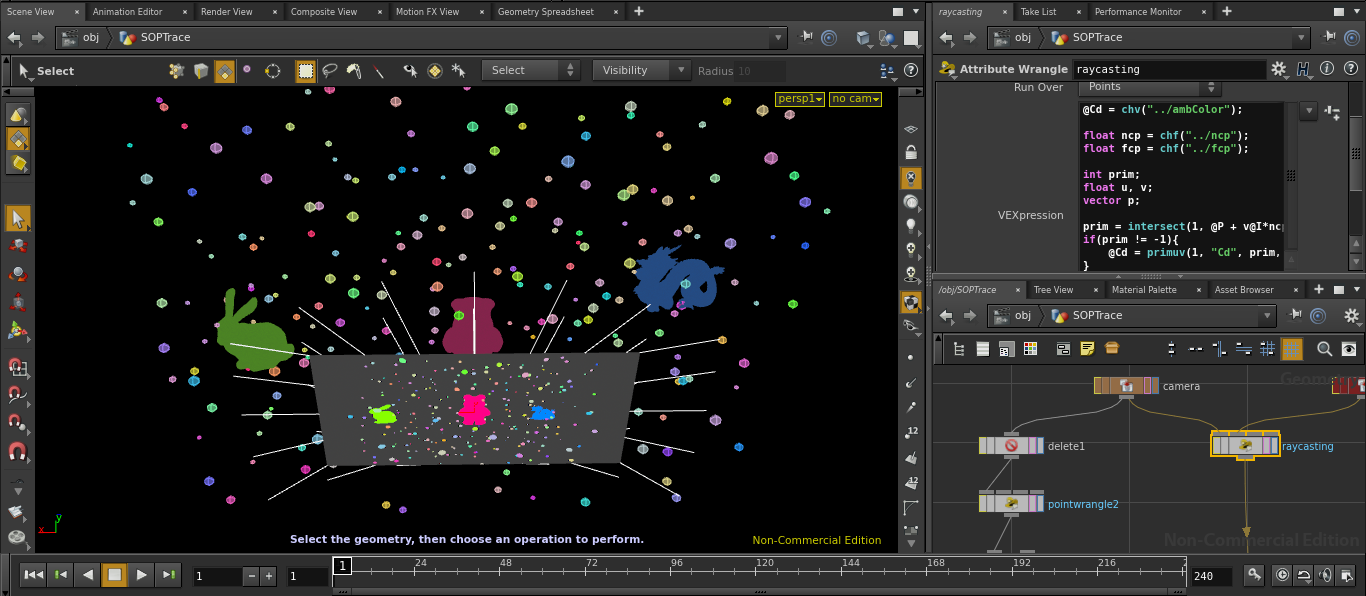 Scene View × Animation Editor × Render View × Composite View × Motion FX View × Geometry Spreadsheet × +
obj SOPTrace
Select Select Visibility Radius 10
persp1 no cam
12
12
x y
Select the geometry, then choose an operation to perform.
Non-Commercial Edition
raycasting × Take List × Performance Monitor × +
obj SOPTrace
Attribute Wrangle raycasting
Run Over Points
VEXpression
@Cd = chv("../ambColor");
float ncp = chf("../ncp");
float fcp = chf("../fcp");
int prim;
float u, v;
vector p;
prim = intersect(1, @P + v@I*ncp
if(prim != -1){
@Cd = primuv(1, "Cd", prim,
}
/obj/SOPTrace × Tree View × Material Palette × Asset Browser × +
obj SOPTrace
camera
delete1
raycasting
pointwrangle2
Non-Commercial Edition
1 1 1 24 48 72 96 120 144 168 192 216 2 240